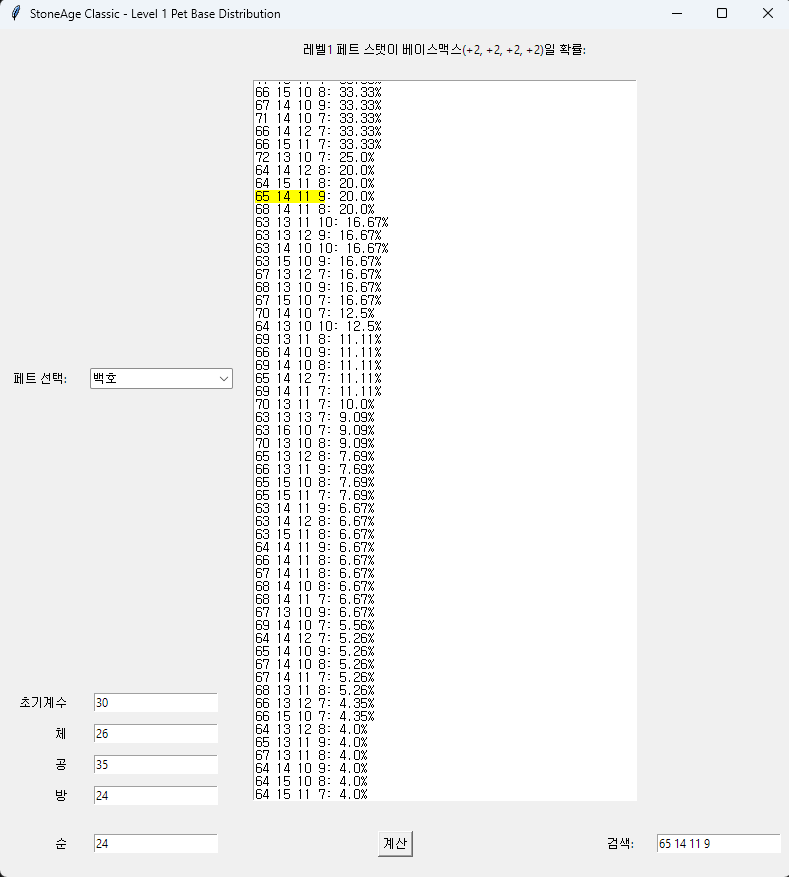 StoneAge Classic - Level 1 Pet Base Distribution
레벨1 페트 스탯이 베이스맥스(+2, +2, +2, +2)일 확률:
66 15 10 8: 33.33%
67 14 10 9: 33.33%
71 14 10 7: 33.33%
66 14 12 7: 33.33%
66 15 11 7: 33.33%
72 13 10 7: 25.0%
64 14 12 8: 20.0%
64 15 11 8: 20.0%
65 14 11 9: 20.0%
68 14 11 8: 20.0%
63 13 11 10: 16.67%
63 13 12 9: 16.67%
63 14 10 10: 16.67%
63 15 10 9: 16.67%
67 13 12 7: 16.67%
68 13 10 9: 16.67%
67 15 10 7: 16.67%
70 14 10 7: 12.5%
64 13 10 10: 12.5%
69 13 11 8: 11.11%
66 14 10 9: 11.11%
69 14 10 8: 11.11%
65 14 12 7: 11.11%
69 14 11 7: 11.11%
70 13 11 7: 10.0%
63 13 13 7: 9.09%
63 16 10 7: 9.09%
70 13 10 8: 9.09%
65 13 12 8: 7.69%
66 13 11 9: 7.69%
65 15 10 8: 7.69%
65 15 11 7: 7.69%
63 14 11 9: 6.67%
63 14 12 8: 6.67%
63 15 11 8: 6.67%
64 14 11 9: 6.67%
66 14 11 8: 6.67%
67 14 11 8: 6.67%
68 14 10 8: 6.67%
68 14 11 7: 6.67%
67 13 10 9: 6.67%
69 14 10 7: 5.56%
64 14 12 7: 5.26%
65 14 10 9: 5.26%
67 14 10 8: 5.26%
67 14 11 7: 5.26%
68 13 11 8: 5.26%
66 13 12 7: 4.35%
66 15 10 7: 4.35%
64 13 12 8: 4.0%
65 13 11 9: 4.0%
67 13 11 8: 4.0%
64 14 10 9: 4.0%
64 15 10 8: 4.0%
64 15 11 7: 4.0%
페트 선택: 백호
초기계수 30
체 26
공 35
방 24
순 24
계산
검색: 65 14 11 9